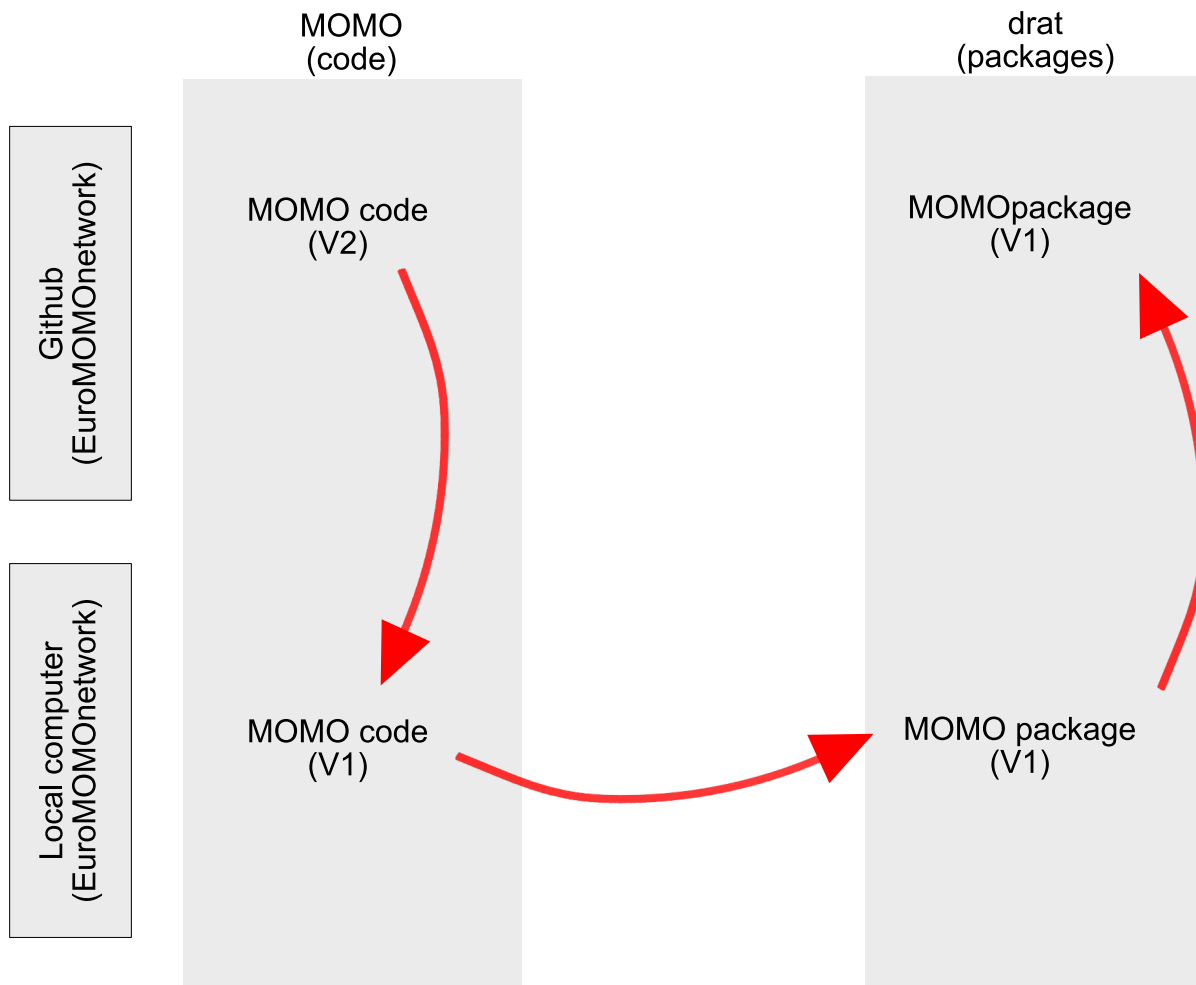 MOMO
(code)
drat
(packages)
Github
(EuroMOMOnetwork)
MOMO code
(V2)
MOMOpackage
(V1)
Local computer
(EuroMOMOnetwork)
MOMO code
(V1)
MOMO package
(V1)